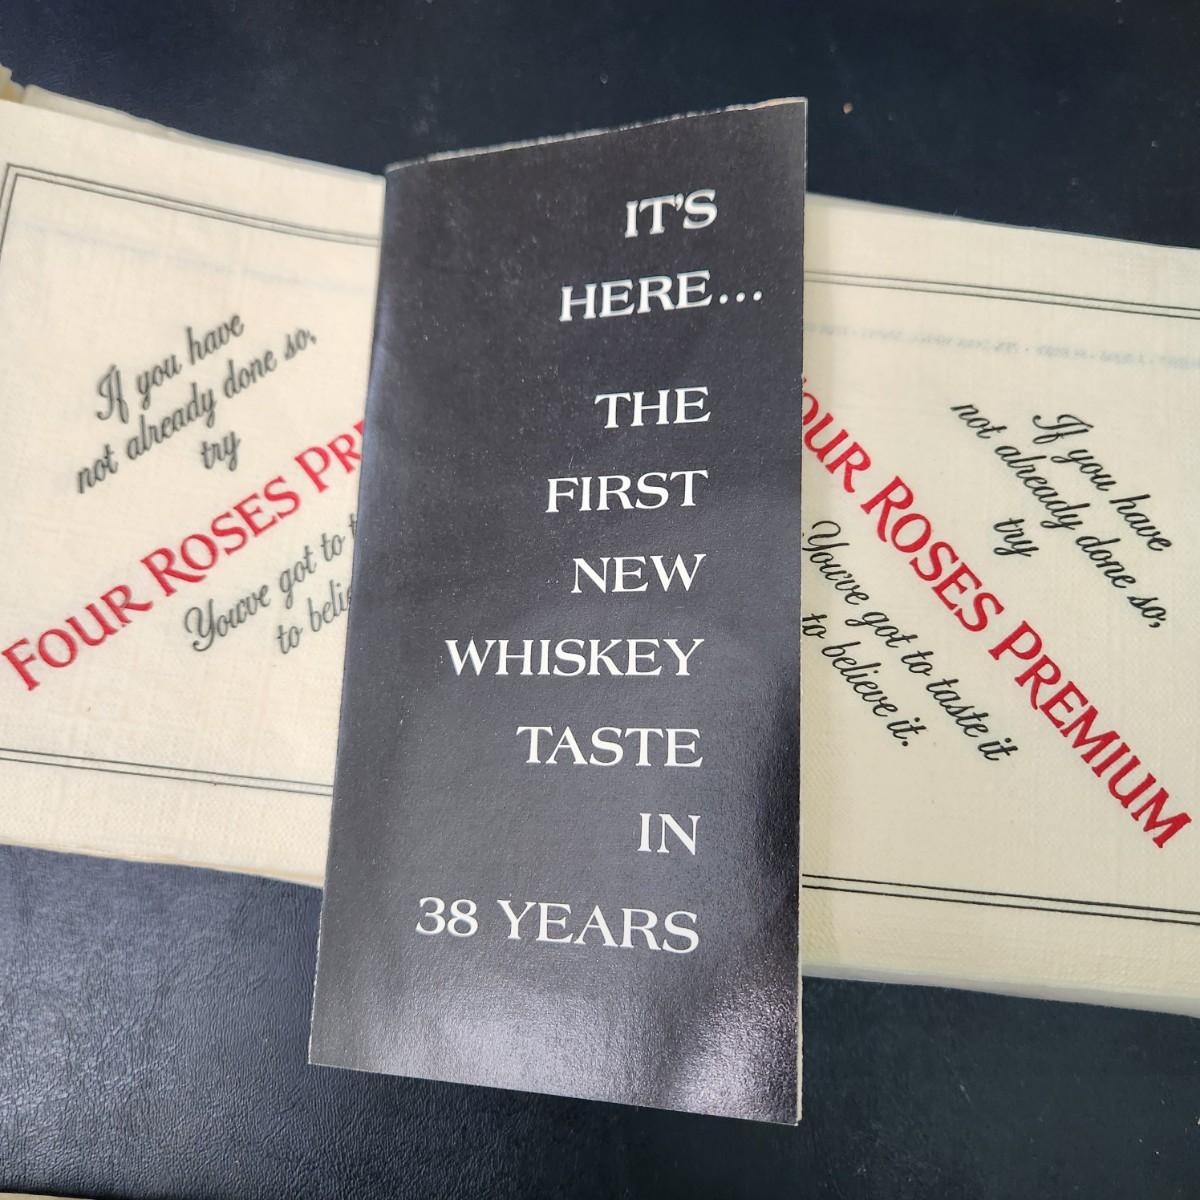 If you have
not already done so,
try
FOUR ROSES PRE
You've got to t
to belie
IT'S
HERE...
THE
FIRST
NEW
WHISKEY
TASTE
IN
38 YEARS
If you have
not already done so,
try
OUR ROSES PREMIUM
You've got to taste it
to believe it.